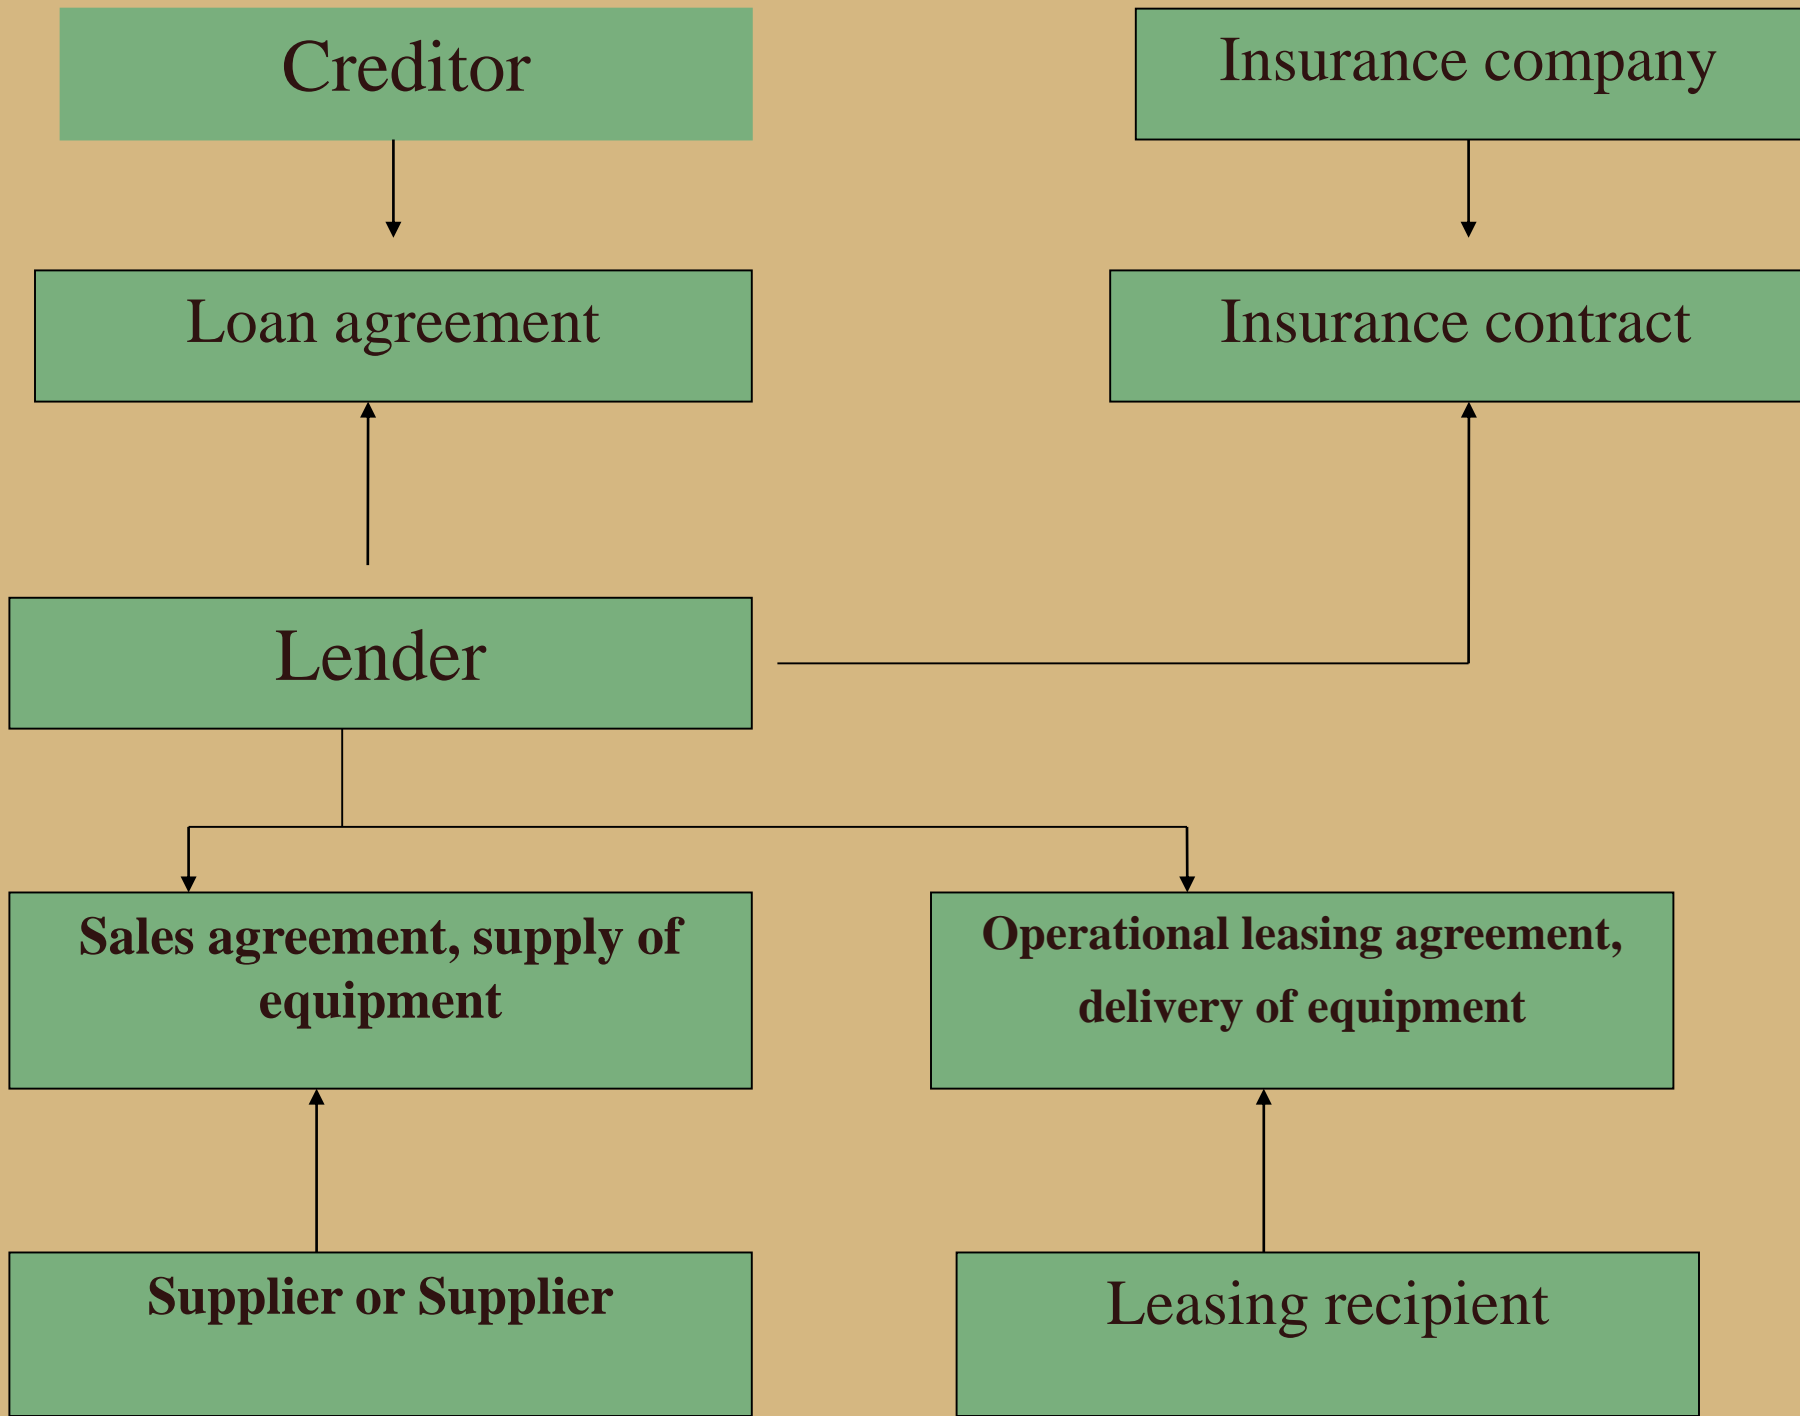 Creditor
Insurance company
Loan agreement
Insurance contract
Lender
Sales agreement, supply of
equipment
Operational leasing agreement,
delivery of equipment
Supplier or Supplier
Leasing recipient